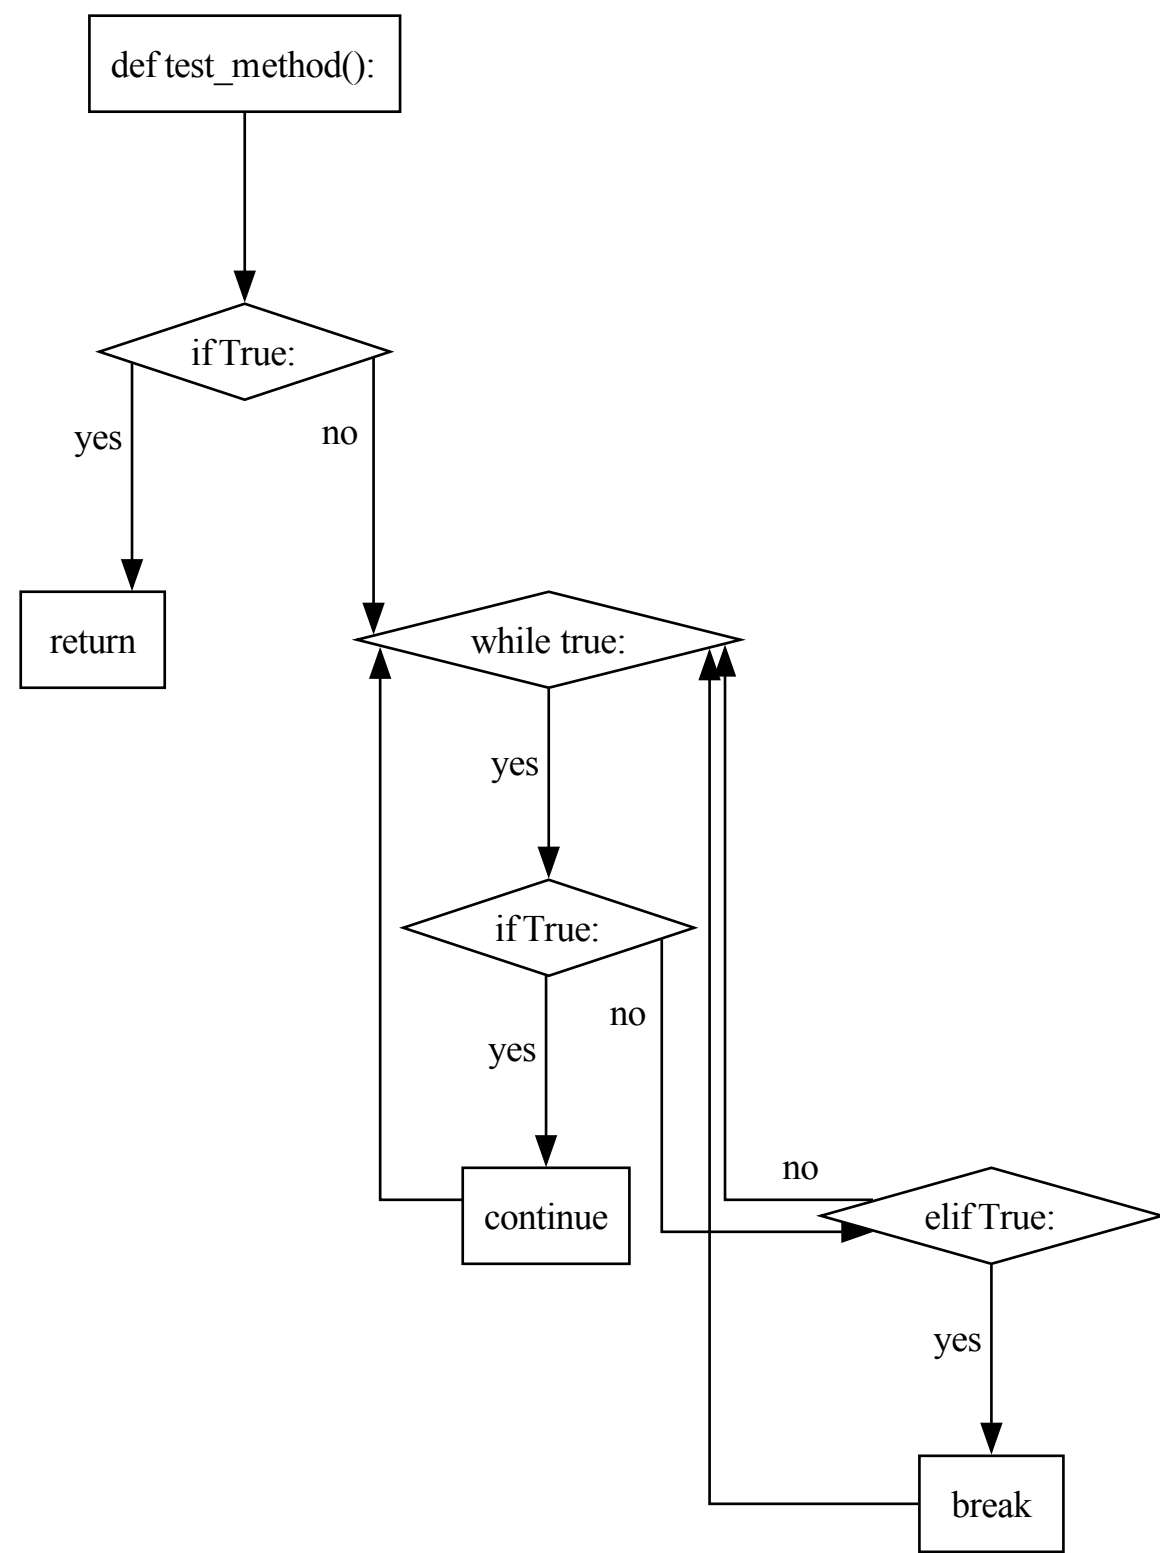 def test_method():
if True:
yes
no
return
while true:
yes
if True:
no
yes
continue
no
elif True:
yes
break